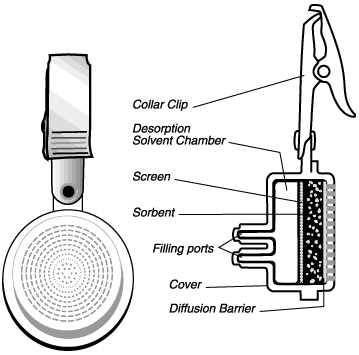 Collar Clip
Desorption
Solvent Chamber
Screen
Sorbent
Filling ports
Cover
Diffusion Barrier